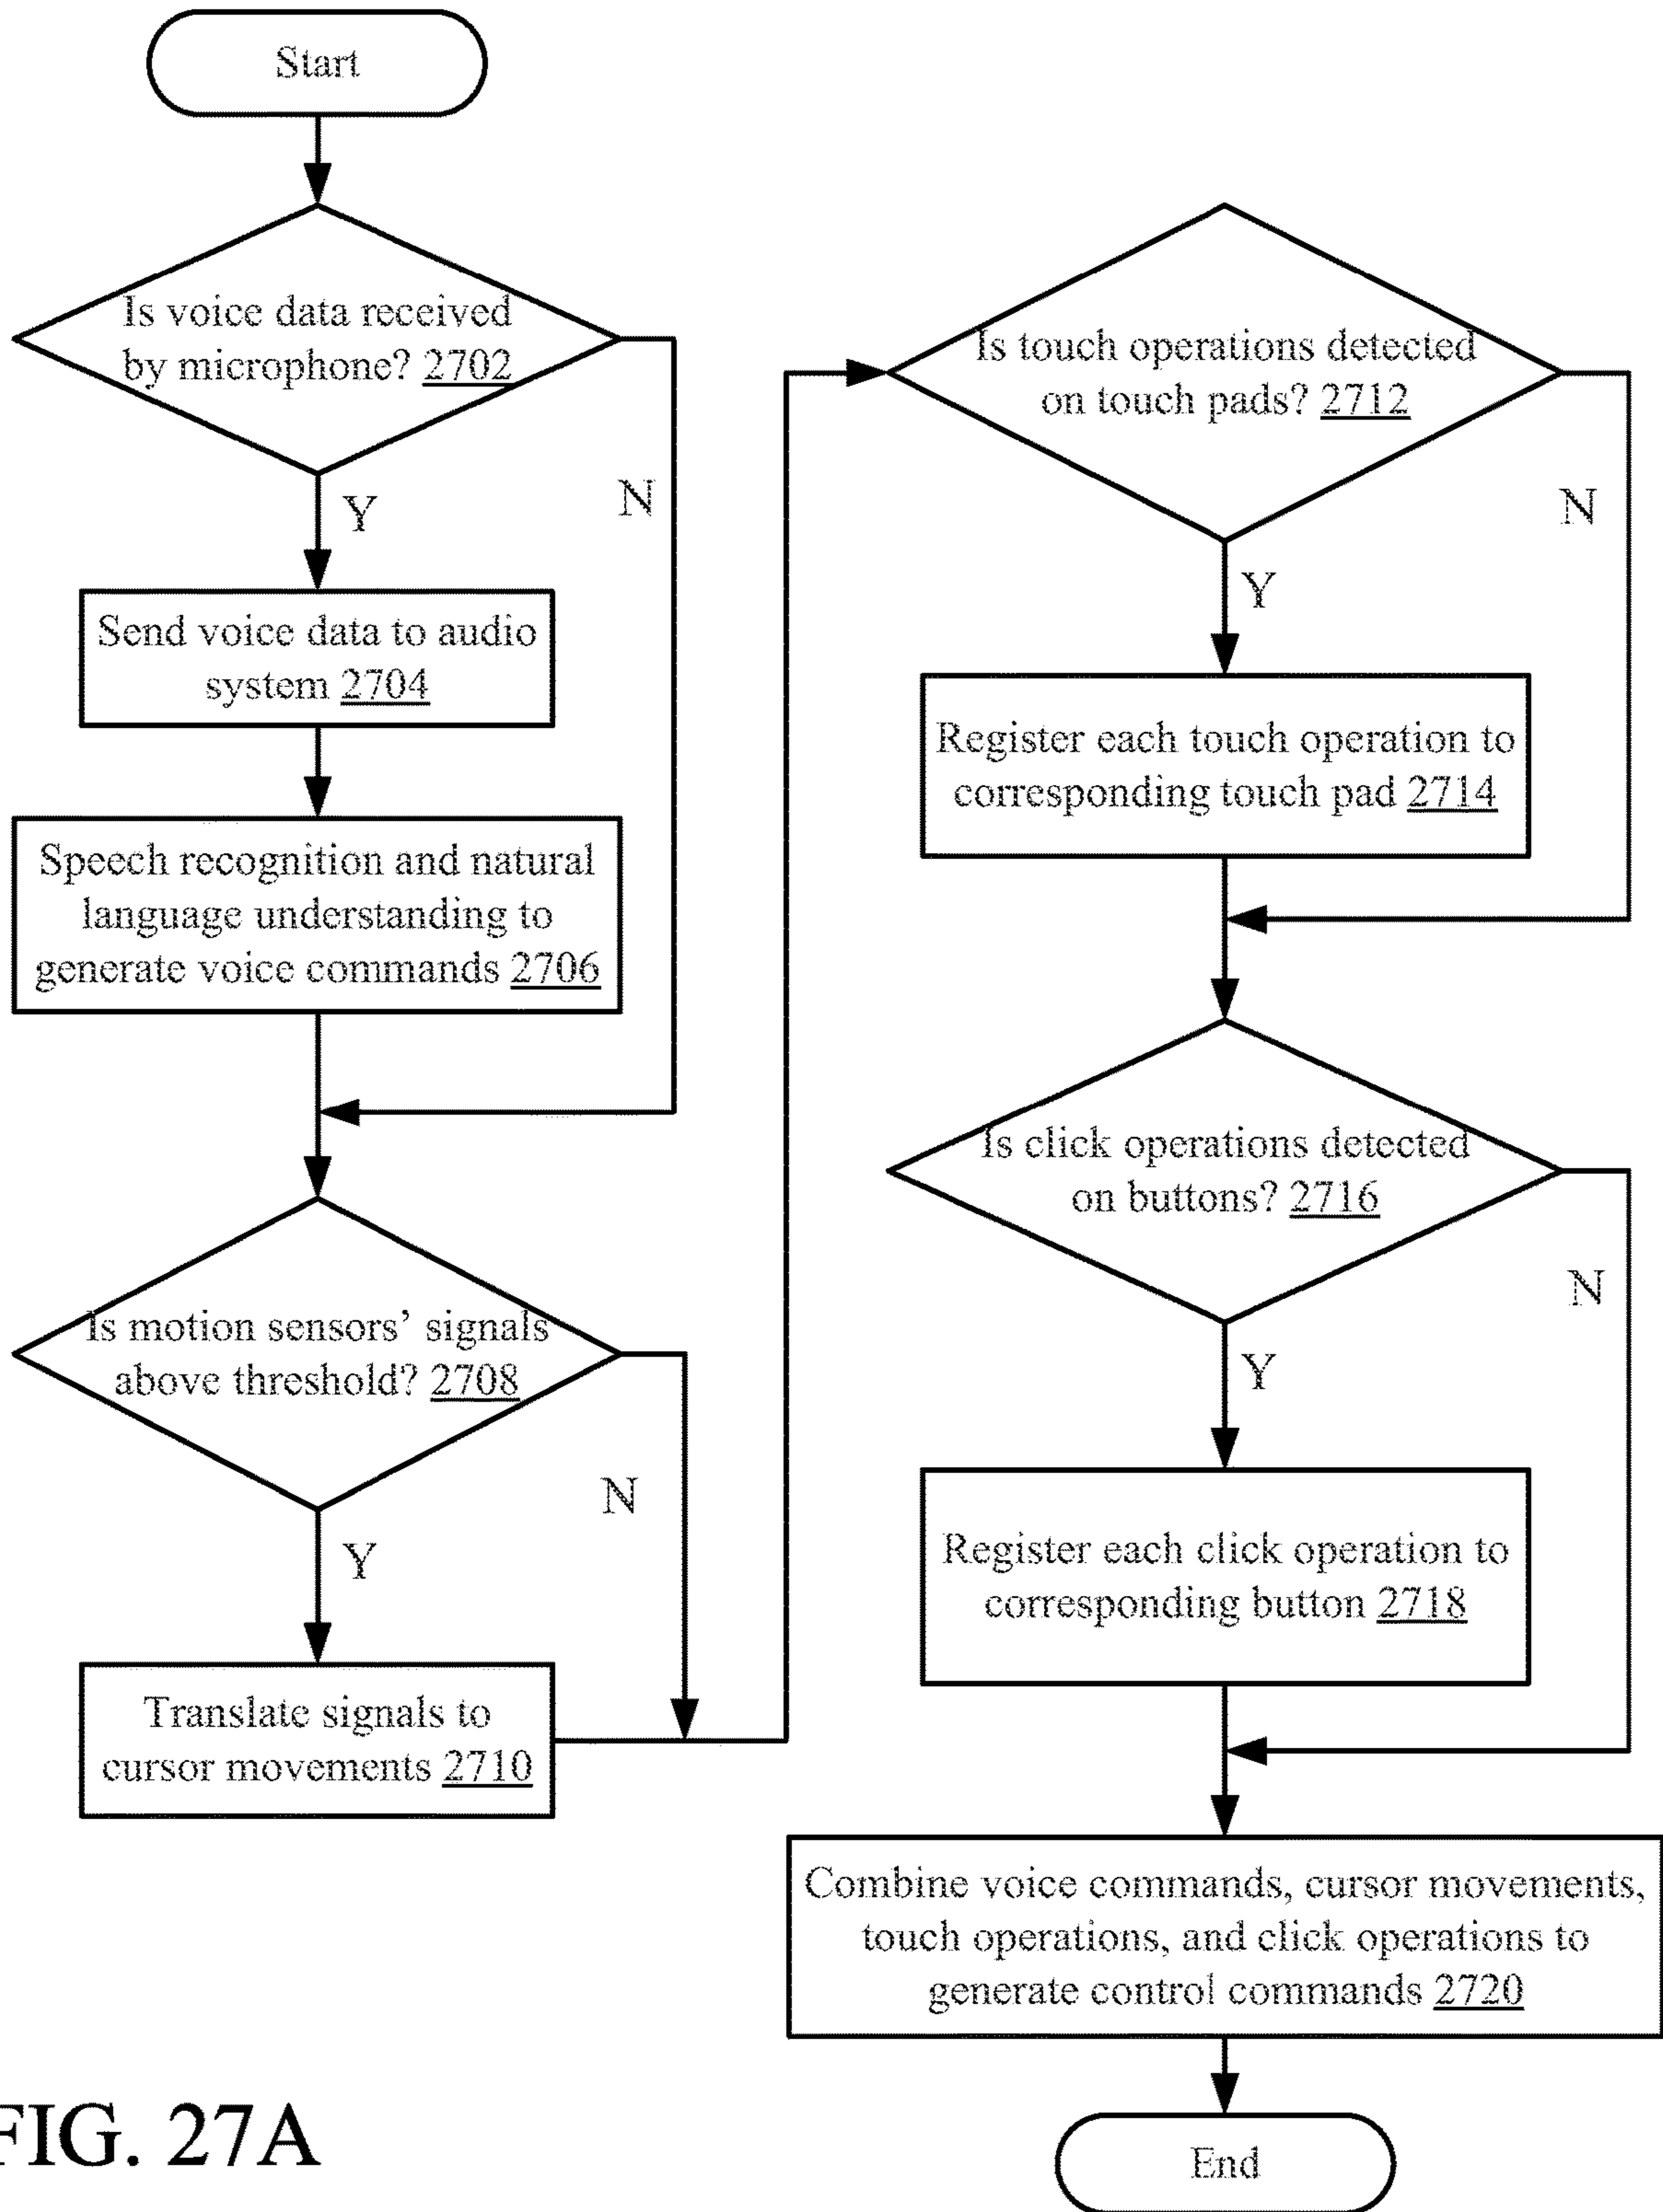 Start
Is voice data received
by microphone? 2702
Y
N
Send voice data to audio
system 2704
Speech recognition and natural
language understanding to
generate voice commands 2706
Is motion sensors’ signals
above threshold? 2708
N
Y
Translate signals to
cursor movements 2710
Is touch operations detected
on touch pads? 2712
N
Y
Register each touch operation to
corresponding touch pad 2714
Is click operations detected
on buttons? 2716
N
Y
Register each click operation to
corresponding button 2718
Combine voice commands, cursor movements,
touch operations, and click operations to
generate control commands 2720
End
FIG. 27A